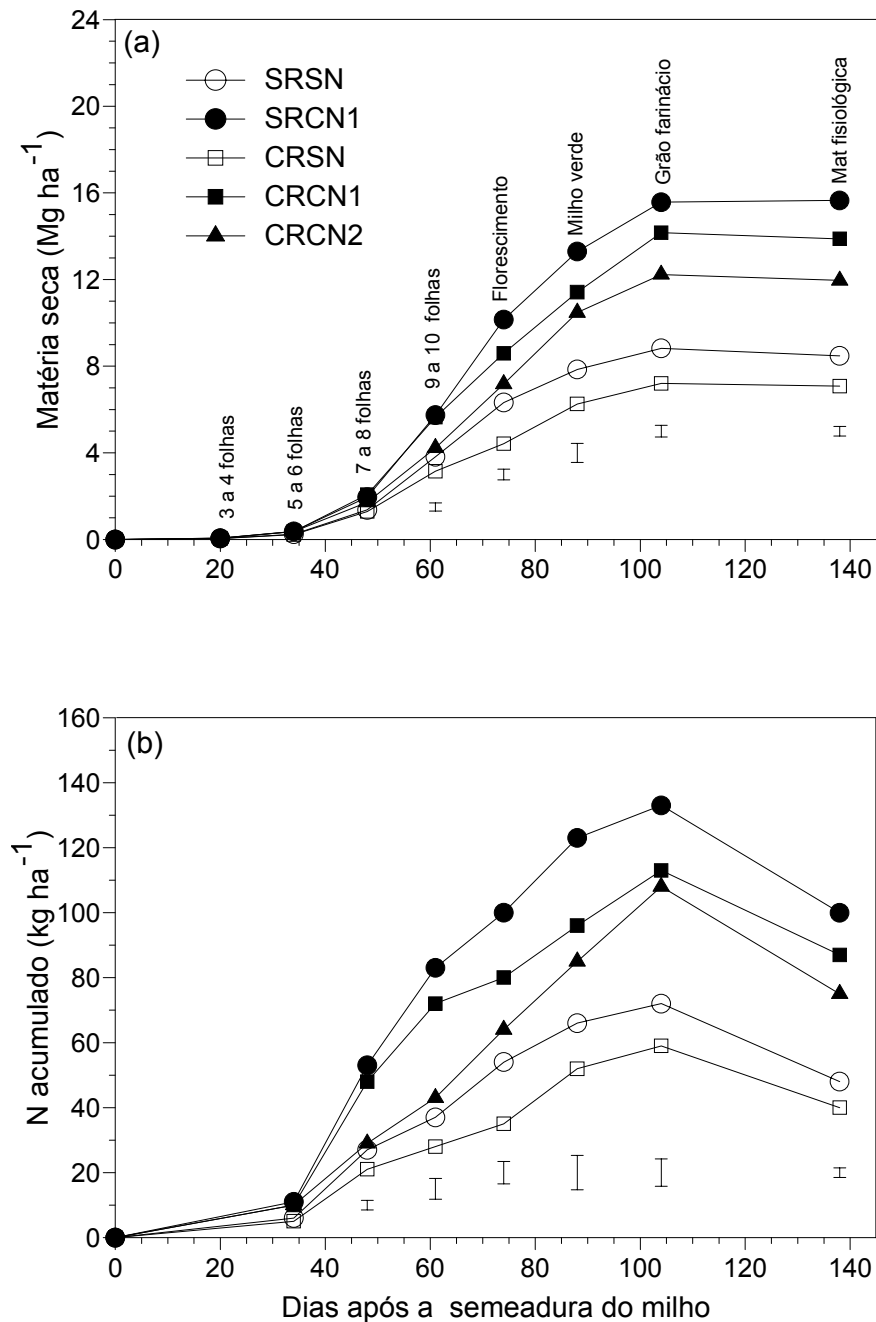 (a)
SRSN
SRCN1
CRSN
CRCN1
CRCN2
3 a 4 folhas
5 a 6 folhas
7 a 8 folhas
9 a 10 folhas
Florescimento
Milho verde
Grão farinácio
Mat fisiológica
Matéria seca (Mg ha⁻¹)
24
20
16
12
8
4
0
0 20 40 60 80 100 120 140
(b)
N acumulado (kg ha⁻¹)
160
140
120
100
80
60
40
20
0
0 20 40 60 80 100 120 140
Dias após a semeadura do milho